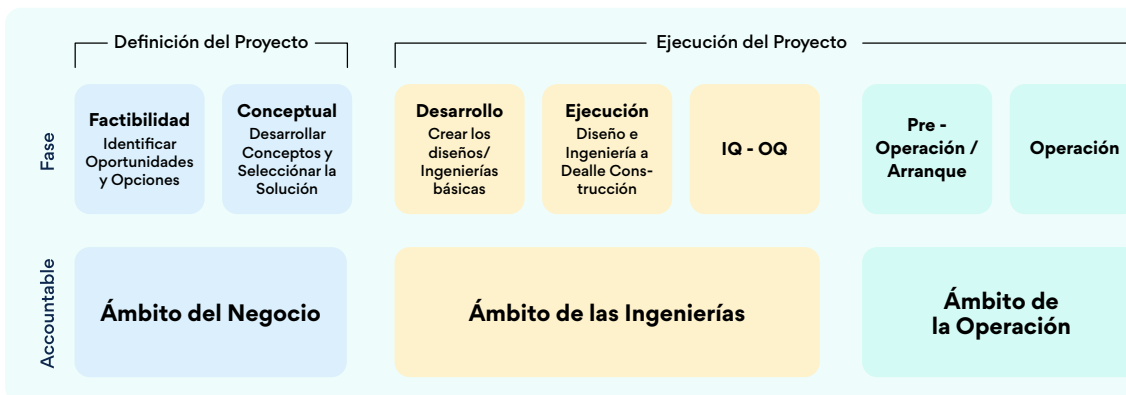 Definición del Proyecto
Ejecución del Proyecto
Fase
Factibilidad
Identificar
Oportunidades
y Opciones
Conceptual
Desarrollar
Conceptos y
Selecciónar la
Solución
Desarrollo
Crear los
diseños/
Ingenierías
básicas
Ejecución
Diseño e
Ingeniería a
Dealle Cons-
trucción
IQ - OQ
Pre -
Operación /
Arranque
Operación
Accountable
Ámbito del Negocio
Ámbito de las Ingenierías
Ámbito de
la Operación